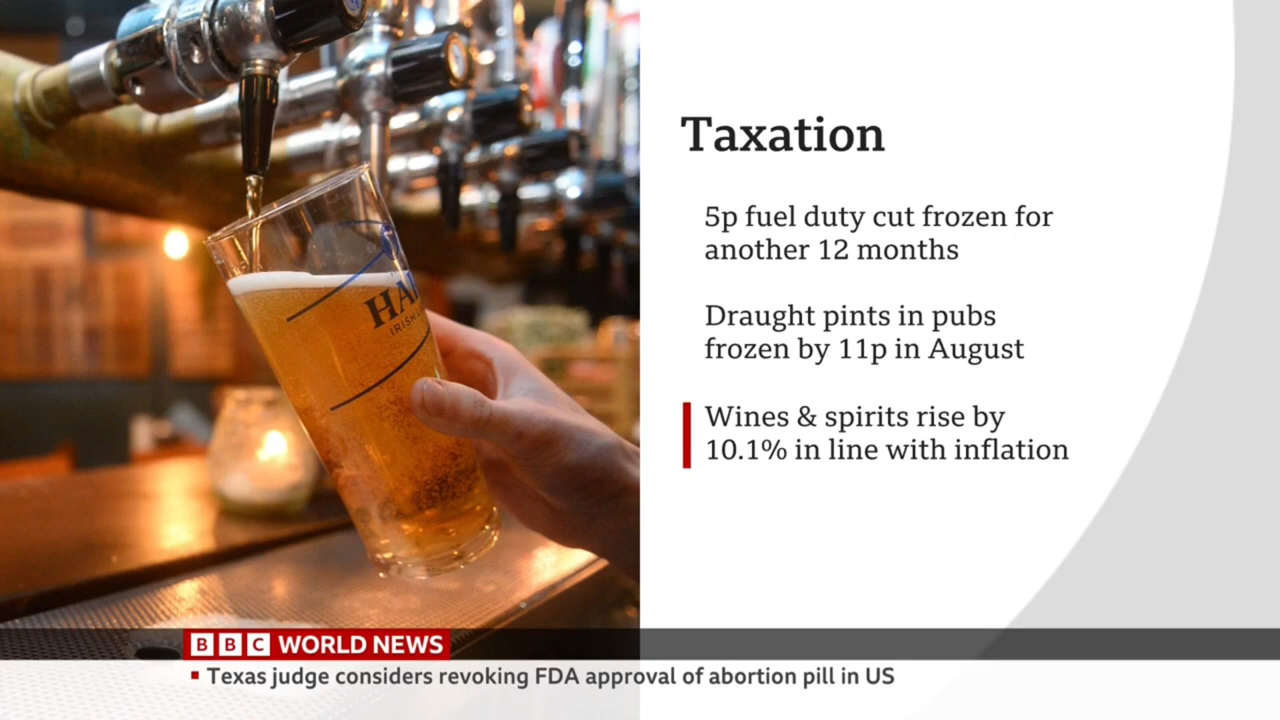 Taxation
5p fuel duty cut frozen for
another 12 months
Draught pints in pubs
frozen by 11p in August
Wines & spirits rise by
10.1% in line with inflation
BBC WORLD NEWS
Texas judge considers revoking FDA approval of abortion pill in US